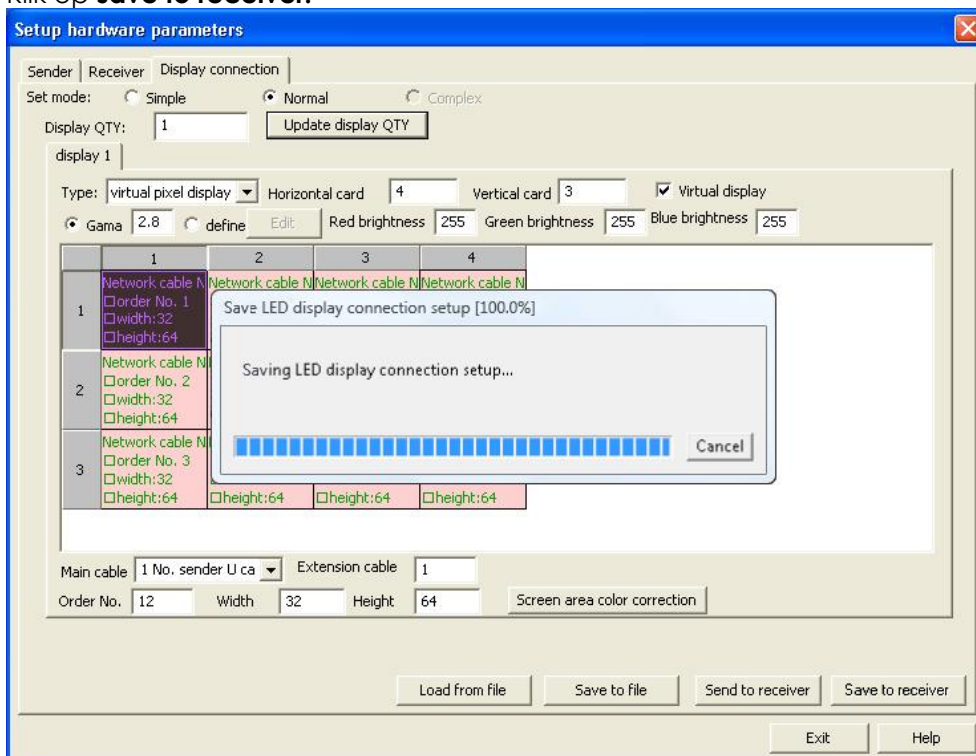 Klik op save to receiver.
Setup hardware parameters
Sender Receiver Display connection
Set mode: Simple Normal Complex
Display QTY: 1 Update display QTY
display 1
Type: virtual pixel display Horizontal card 4 Vertical card 3 Virtual display
Gama 2.8 define Edit Red brightness 255 Green brightness 255 Blue brightness 255
1 2 3 4
Network cable N Network cable N Network cable N Network cable N
1 order No. 1
width:32
height:64
Save LED display connection setup [100.0%]
Saving LED display connection setup...
Cancel
Network cable N
2 order No. 2
width:32
height:64
Network cable N
3 order No. 3
width:32
height:64 height:64 height:64 height:64
Main cable 1 No. sender U ca Extension cable 1
Order No. 12 Width 32 Height 64 Screen area color correction
Load from file Save to file Send to receiver Save to receiver
Exit Help